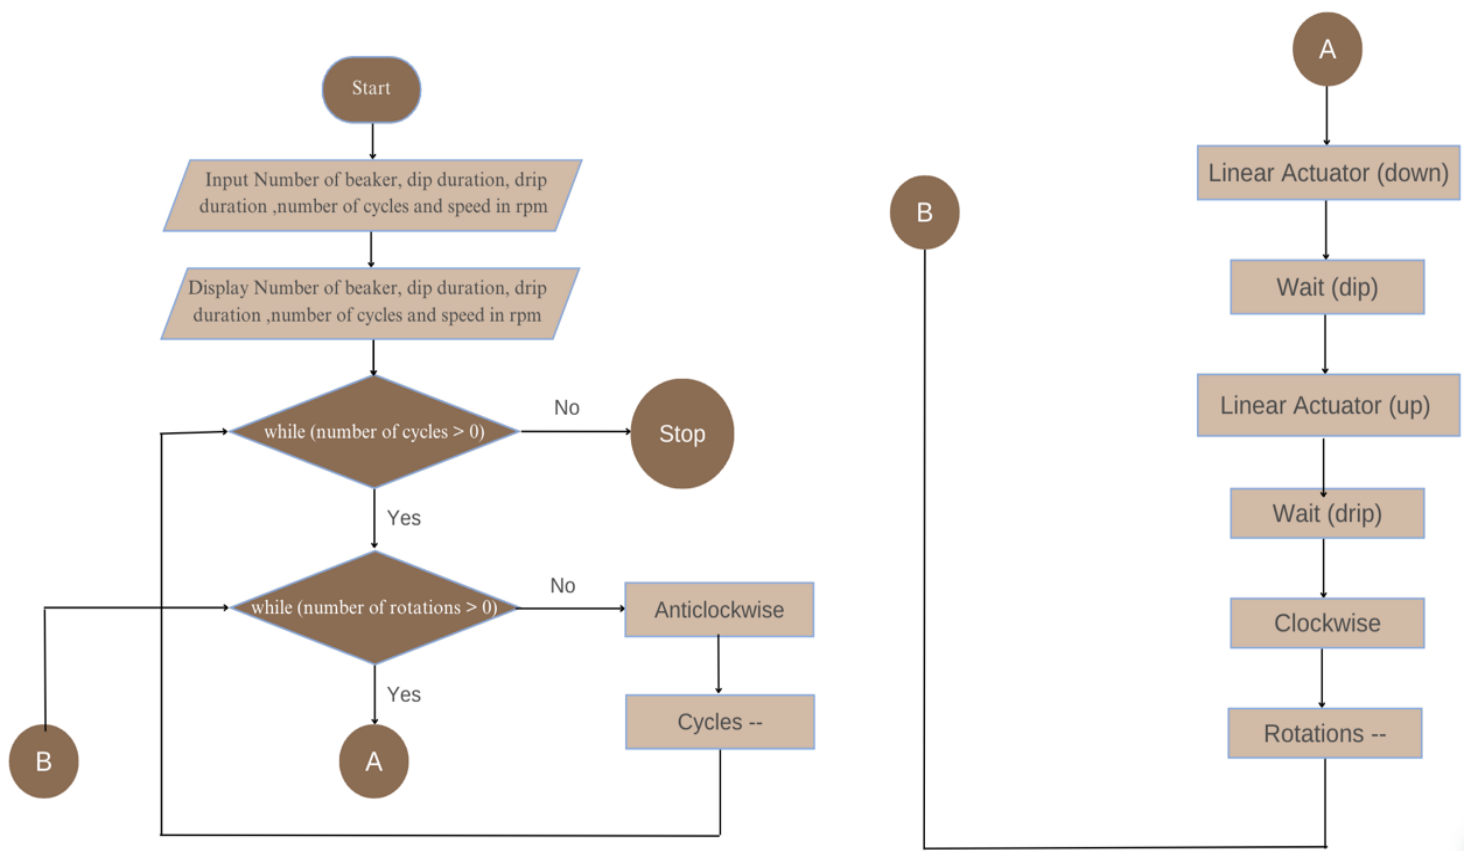 Start
Input Number of beaker, dip duration, drip
duration ,number of cycles and speed in rpm
Display Number of beaker, dip duration, drip
duration ,number of cycles and speed in rpm
while (number of cycles > 0)
No
Stop
Yes
while (number of rotations > 0)
No
Anticlockwise
Yes
Cycles --
B
A
A
Linear Actuator (down)
B
Wait (dip)
Linear Actuator (up)
Wait (drip)
Clockwise
Rotations --